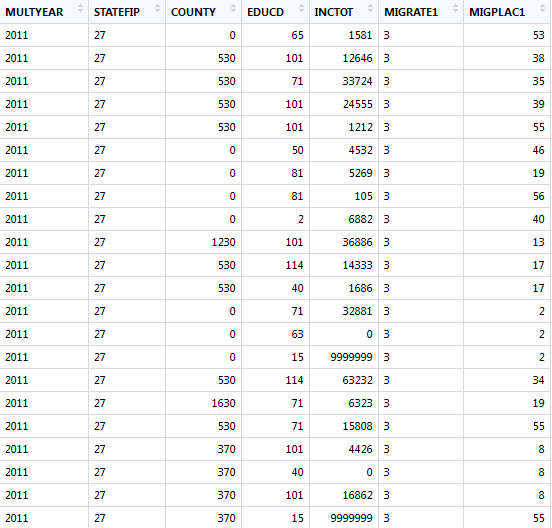 MULTYEAR STATEFIP COUNTY EDUCD INCTOT MIGRATE1 MIGPLAC1
2011 27 0 65 1581 3 53
2011 27 530 101 12646 3 38
2011 27 530 71 33724 3 35
2011 27 530 101 24555 3 39
2011 27 530 101 1212 3 55
2011 27 0 50 4532 3 46
2011 27 0 81 5269 3 19
2011 27 0 81 105 3 56
2011 27 0 2 6882 3 40
2011 27 1230 101 36886 3 13
2011 27 530 114 14333 3 17
2011 27 530 40 1686 3 17
2011 27 0 71 32881 3 2
2011 27 0 63 0 3 2
2011 27 0 15 9999999 3 2
2011 27 530 114 63232 3 34
2011 27 1630 71 6323 3 19
2011 27 530 71 15808 3 55
2011 27 370 101 4426 3 8
2011 27 370 40 0 3 8
2011 27 370 101 16862 3 8
2011 27 370 15 9999999 3 55